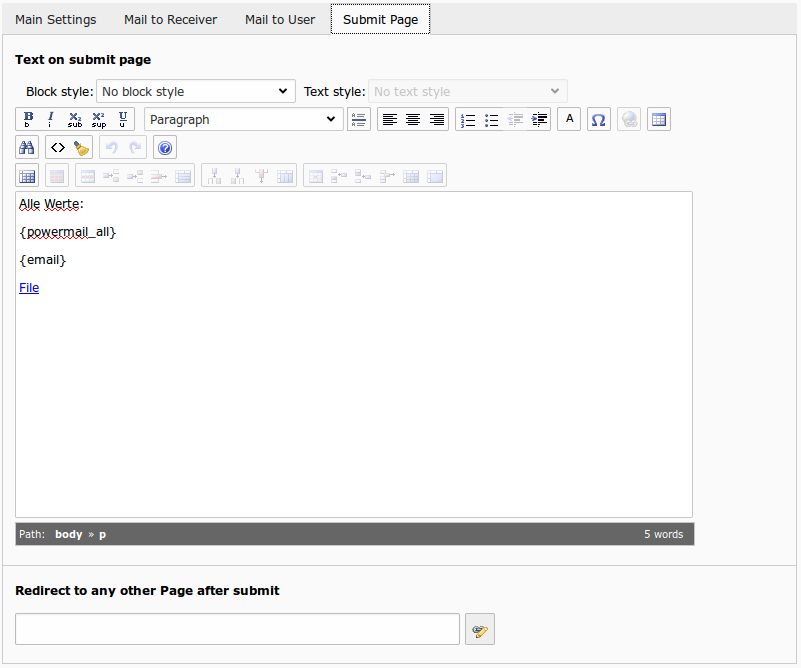 Main Settings Mail to Receiver Mail to User Submit Page
Text on submit page
Block style: No block style Text style: No text style
B b I i X₂ sub X² sup U u Paragraph A Ω
<> ?
Alle Werte:
{powermail_all}
{email}
File
Path: body » p 5 words
Redirect to any other Page after submit